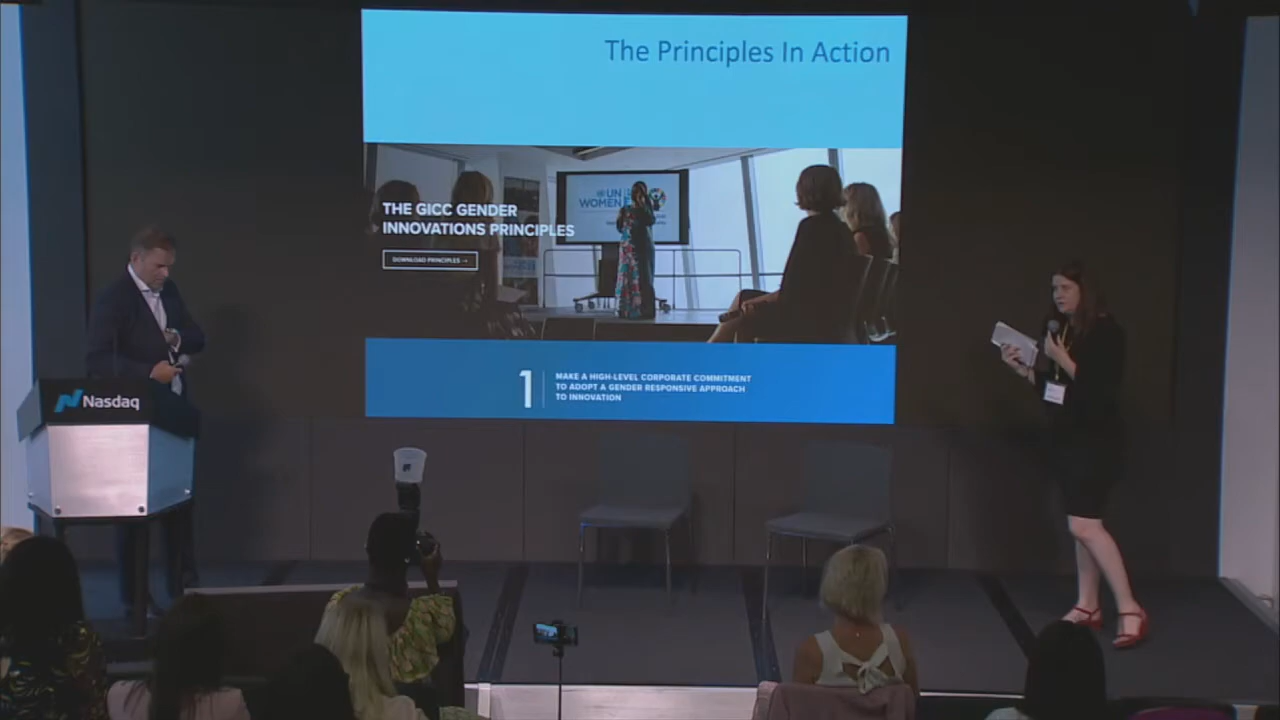 The Principles In Action
UN
WOMEN
THE GICC GENDER
INNOVATIONS PRINCIPLES
DOWNLOAD PRINCIPLES →
1
MAKE A HIGH-LEVEL CORPORATE COMMITMENT
TO ADOPT A GENDER RESPONSIVE APPROACH
TO INNOVATION
Nasdaq